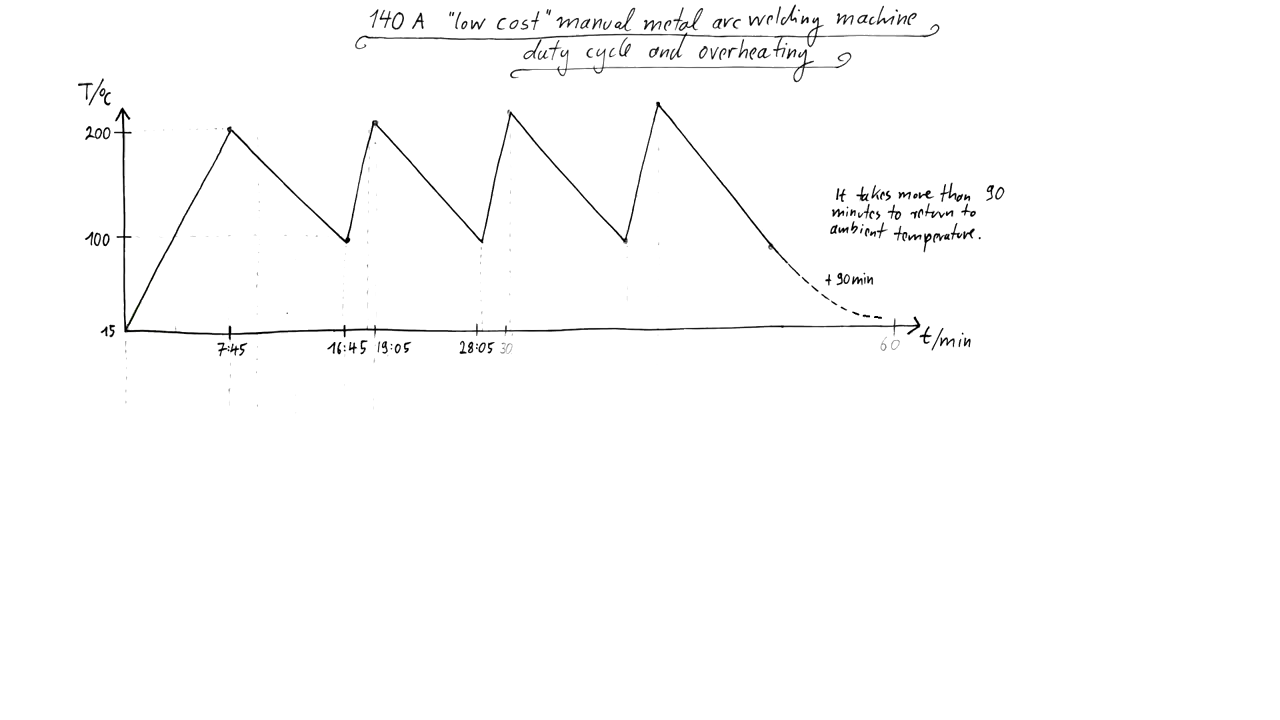 140 A "low cost" manual metal arc welding machine
duty cycle and overheating
T/°C
200
100
15
7:45
16:45
19:05
28:05
30
60
t/min
It takes more than 90
minutes to return to
ambient temperature.
+ 90min